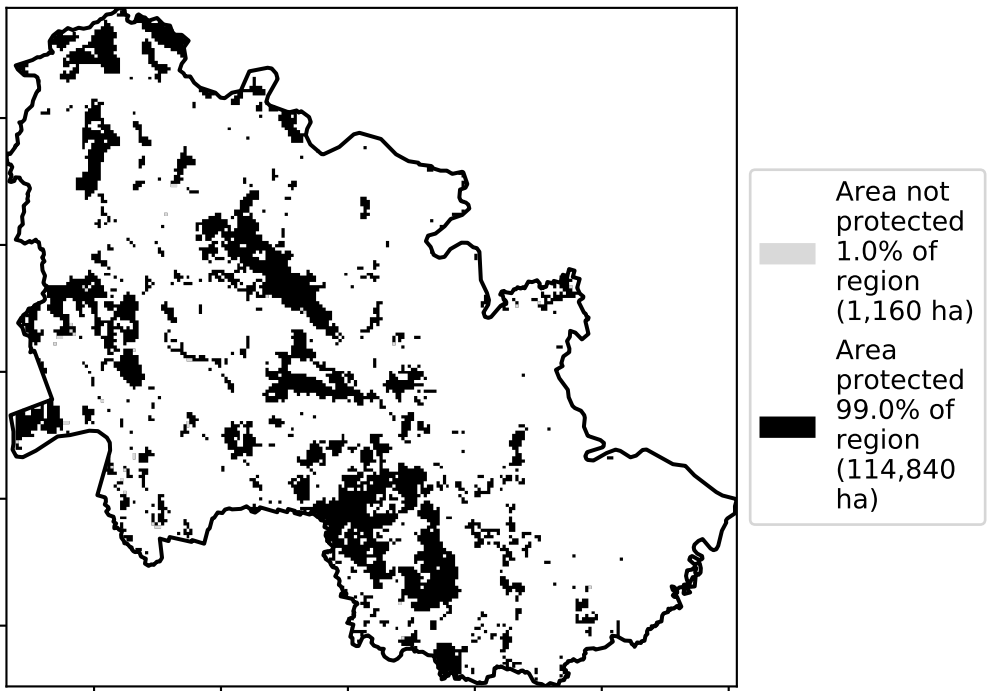 Area not
protected
1.0% of
region
(1,160 ha)
Area
protected
99.0% of
region
(114,840
ha)